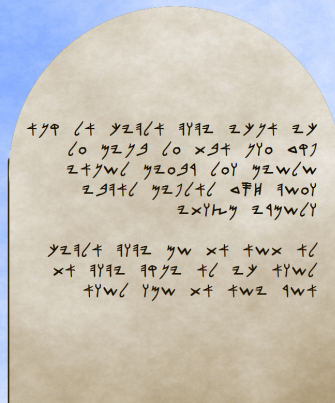 𐤊𐤉 𐤀𐤍𐤊𐤉 𐤉𐤄𐤅𐤄 𐤀𐤋𐤄𐤉𐤊 𐤀𐤋 𐤒𐤍𐤀
𐤐𐤒𐤃 𐤏𐤅𐤍 𐤀𐤁𐤕 𐤏𐤋 𐤁𐤍𐤉𐤌 𐤏𐤋
𐤔𐤋𐤔𐤉𐤌 𐤅𐤏𐤋 𐤓𐤁𐤏𐤉𐤌 𐤋𐤔𐤍𐤀𐤉
𐤅𐤏𐤔𐤄 𐤇𐤎𐤃 𐤋𐤀𐤋𐤐𐤉𐤌 𐤋𐤀𐤄𐤁𐤉
𐤅𐤋𐤔𐤌𐤓𐤉 𐤌𐤑𐤅𐤕𐤉
𐤋𐤀 𐤕𐤔𐤀 𐤀𐤕 𐤔𐤌 𐤉𐤄𐤅𐤄 𐤀𐤋𐤄𐤉𐤊
𐤋𐤔𐤅𐤀 𐤊𐤉 𐤋𐤀 𐤉𐤍𐤒𐤄 𐤉𐤄𐤅𐤄 𐤀𐤕
𐤀𐤔𐤓 𐤉𐤔𐤀 𐤀𐤕 𐤔𐤌𐤅 𐤋𐤔𐤅𐤀